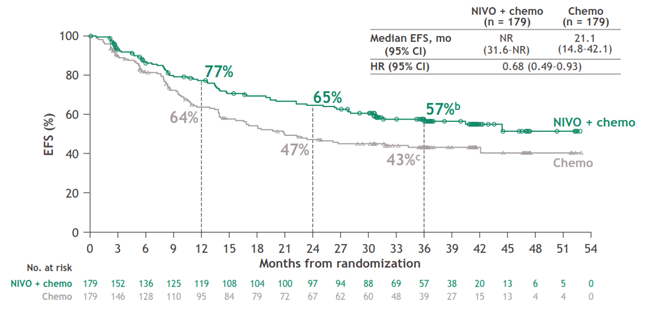 NIVO + chemo Chemo
(n = 179) (n = 179)
Median EFS, mo NR 21.1
(95% CI) (31.6-NR) (14.8-42.1)
HR (95% CI) 0.68 (0.49-0.93)
100
80
60
40
20
0
EFS (%)
77%
65%
57%b
64%
47%
43%c
NIVO + chemo
Chemo
0 3 6 9 12 15 18 21 24 27 30 33 36 39 42 45 48 51 54
Months from randomization
No. at risk
NIVO + chemo 179 152 136 125 119 108 104 100 97 94 88 69 57 38 20 13 6 5 0
Chemo 179 146 128 110 95 84 79 72 67 62 60 48 39 27 15 13 4 4 0